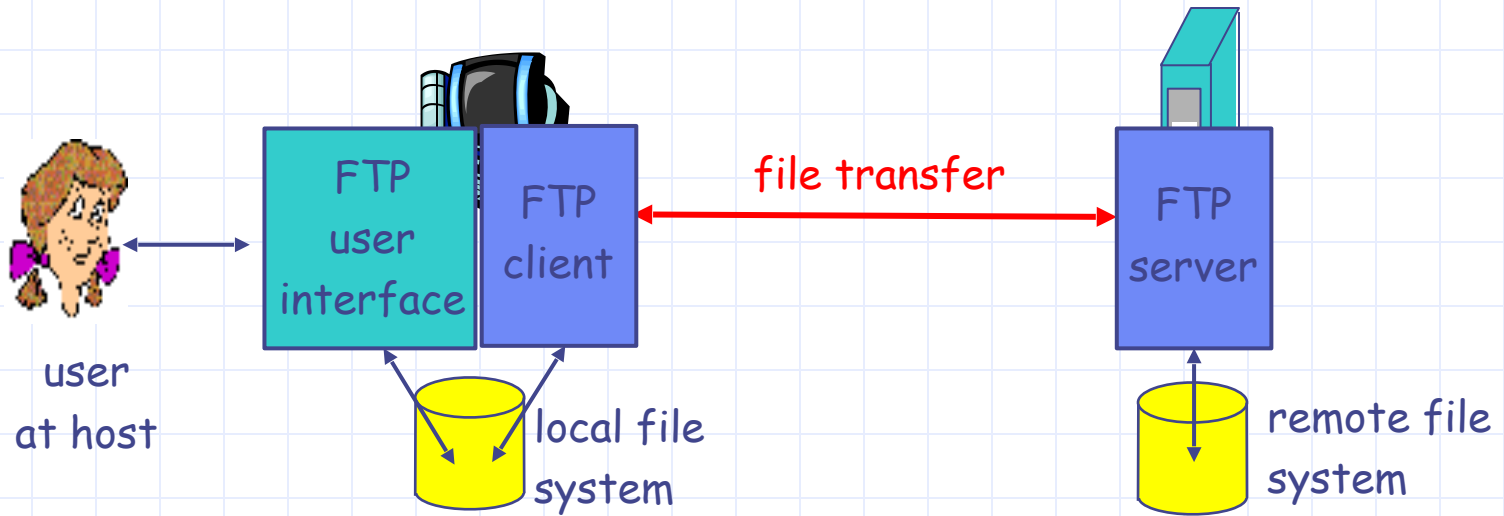 FTP
user
interface
FTP
client
file transfer
FTP
server
user
at host
local file
system
remote file
system